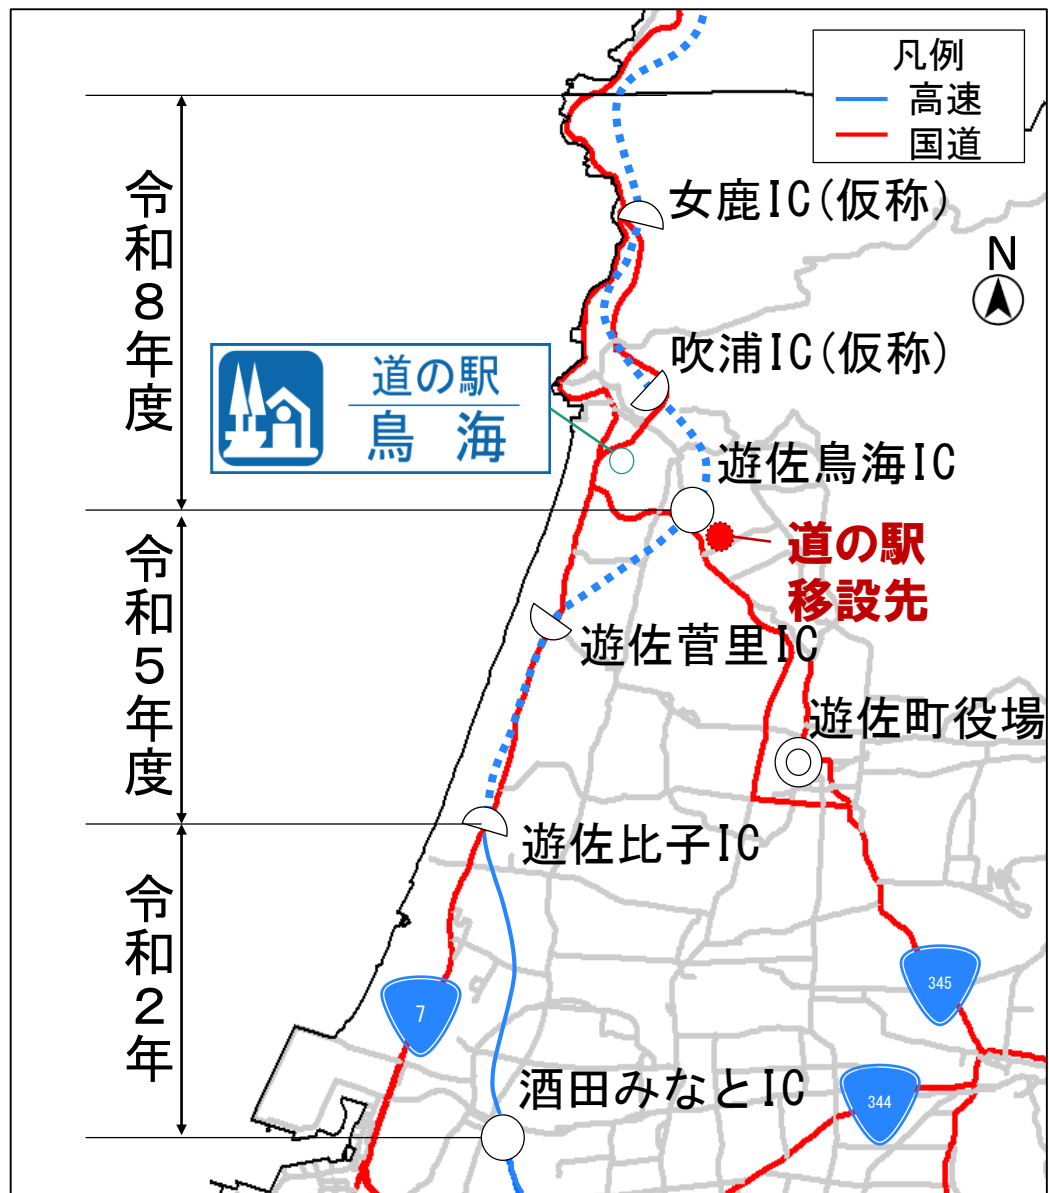 凡例
高速
国道
女鹿IC(仮称)
N
令和8年度
吹浦IC(仮称)
道の駅
鳥海
遊佐鳥海IC
道の駅
移設先
令和5年度
遊佐菅里IC
遊佐町役場
遊佐比子IC
令和2年
345
7
酒田みなとIC
344